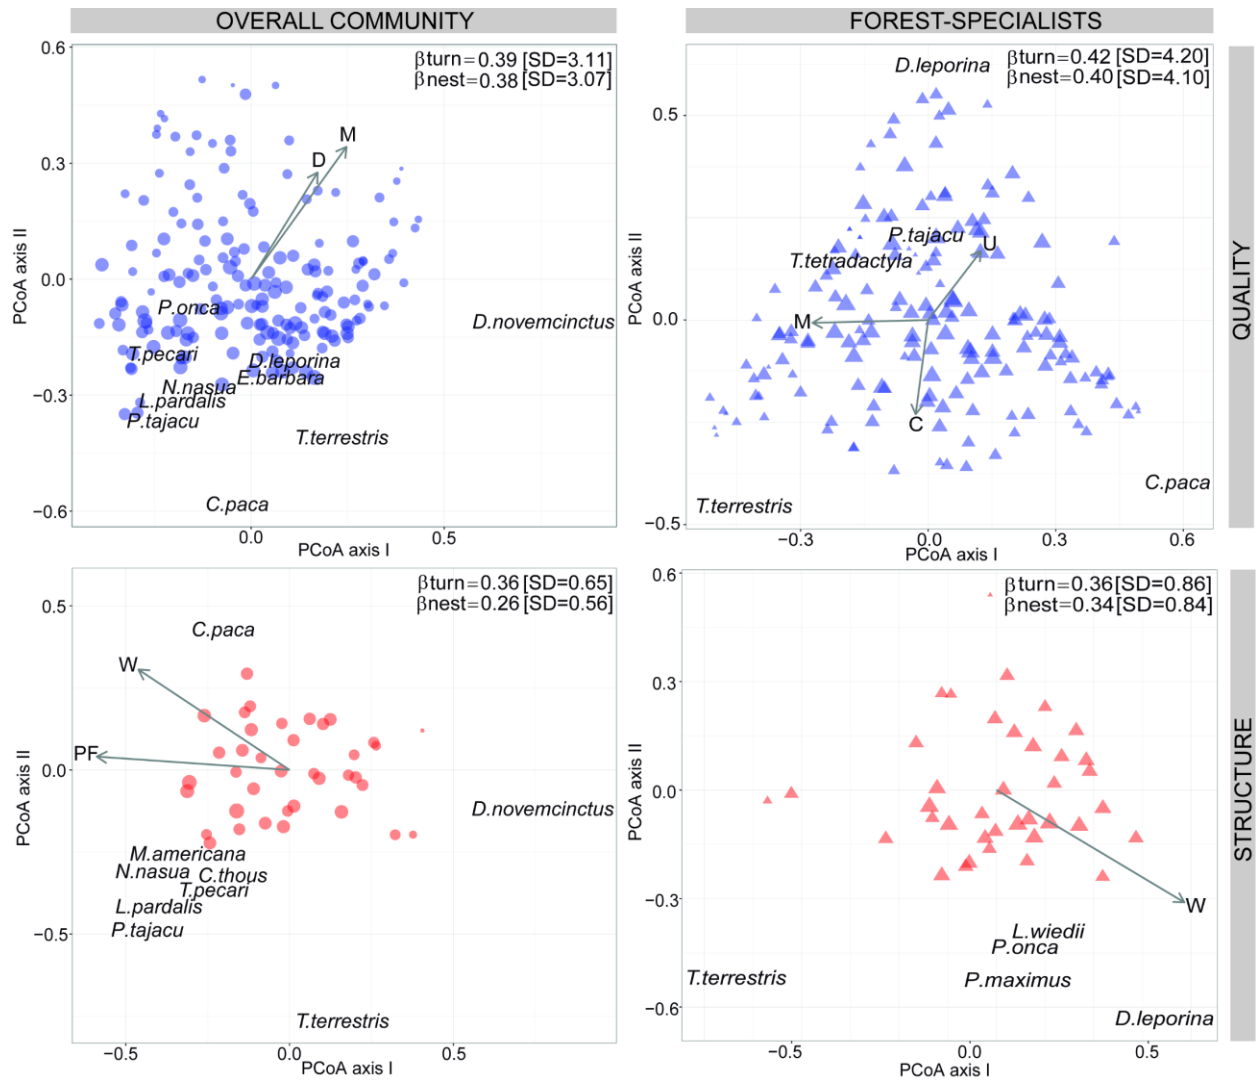 OVERALL COMMUNITY
FOREST-SPECIALISTS
QUALITY
STRUCTURE
βturn=0.39 [SD=3.11]
βnest=0.38 [SD=3.07]
M
D
P.onca
D.novemcinctus
T.pecari
D.leporina
E.barbara
N.nasua
L.pardalis
P.tajacu
T.terrestris
C.paca
PCoA axis II
0.6
0.3
0.0
−0.3
−0.6
0.0
0.5
PCoA axis I
βturn=0.42 [SD=4.20]
βnest=0.40 [SD=4.10]
D.leporina
P.tajacu
U
T.tetradactyla
M
C
C.paca
T.terrestris
PCoA axis II
0.5
0.0
−0.5
−0.3
0.0
0.3
0.6
PCoA axis I
βturn=0.36 [SD=0.65]
βnest=0.26 [SD=0.56]
C.paca
W
PF
D.novemcinctus
M.americana
N.nasua
C.thous
T.pecari
L.pardalis
P.tajacu
T.terrestris
PCoA axis II
0.5
0.0
−0.5
−0.5
0.0
0.5
PCoA axis I
βturn=0.36 [SD=0.86]
βnest=0.34 [SD=0.84]
W
L.wiedii
P.onca
T.terrestris
P.maximus
D.leporina
PCoA axis II
0.6
0.3
0.0
−0.3
−0.6
−0.5
0.0
0.5
PCoA axis I